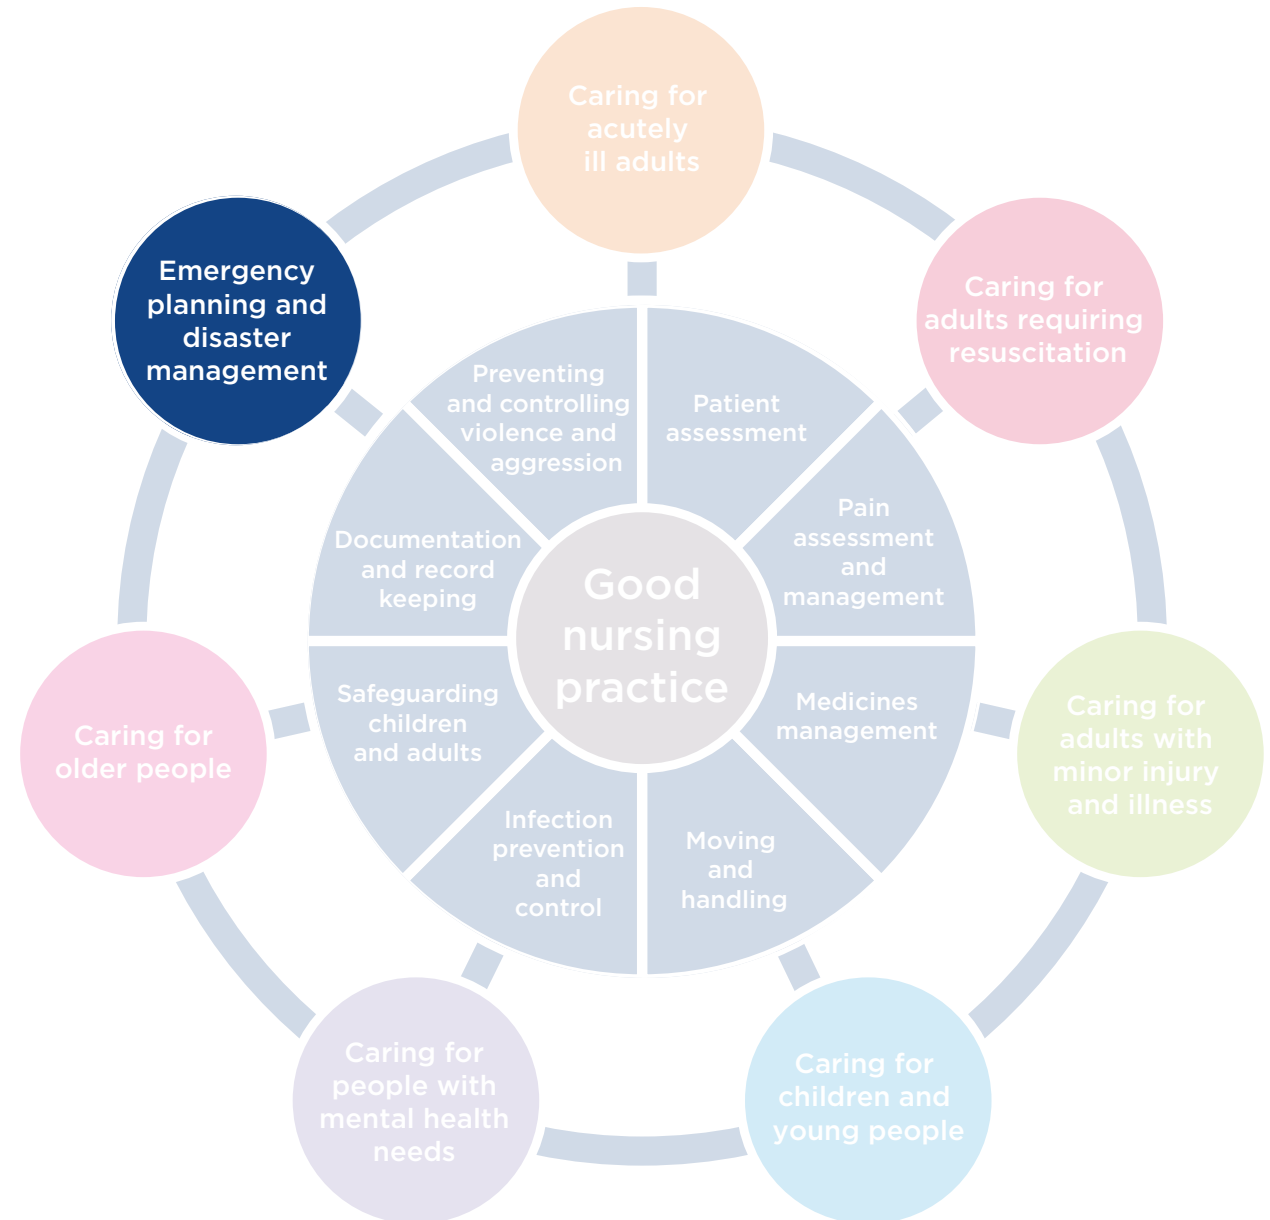 Caring for
acutely
ill adults
Emergency
planning and
disaster
management
Caring for
adults requiring
resuscitation
Preventing
and controlling
violence and
aggression
Patient
assessment
Documentation
and record
keeping
Pain
assessment
and
management
Good
nursing
practice
Safeguarding
children
and adults
Medicines
management
Caring for
older people
Caring for
adults with
minor injury
and illness
Infection
prevention
and
control
Moving
and
handling
Caring for
people with
mental health
needs
Caring for
children and
young people